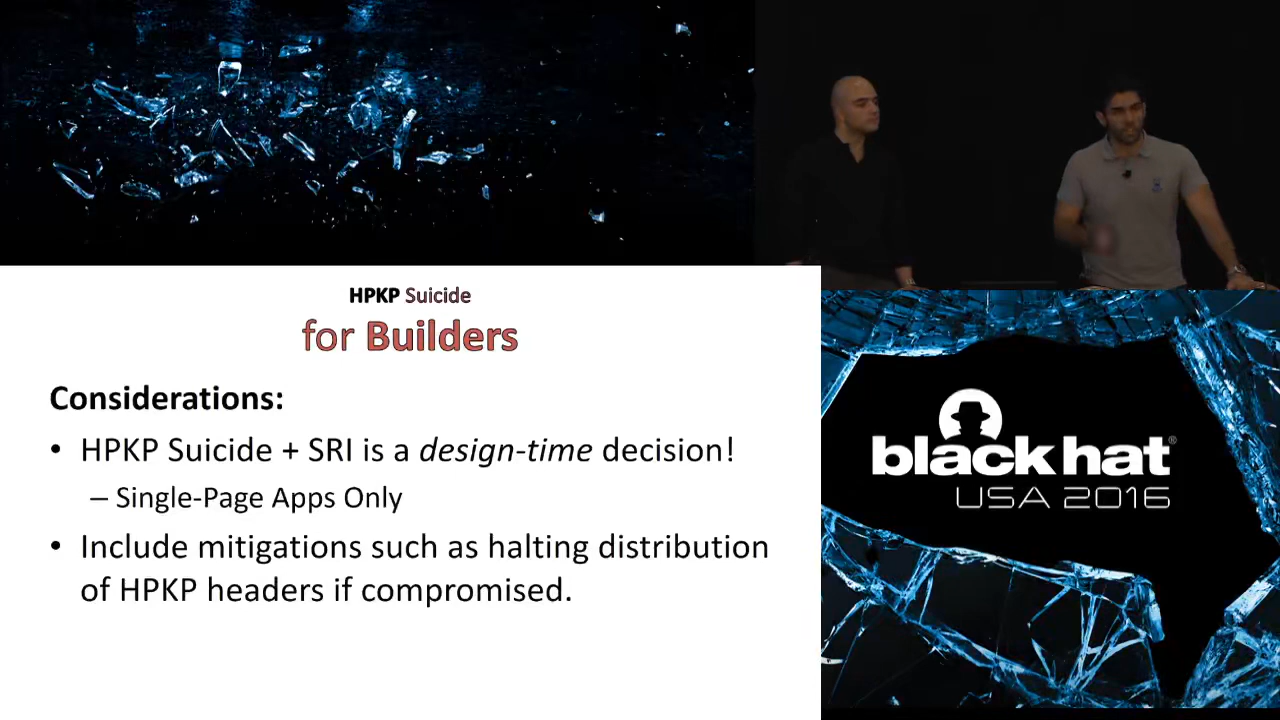 HPKP Suicide
for Builders
Considerations:
• HPKP Suicide + SRI is a design-time decision!
– Single-Page Apps Only
• Include mitigations such as halting distribution
of HPKP headers if compromised.
black hat®
USA 2016